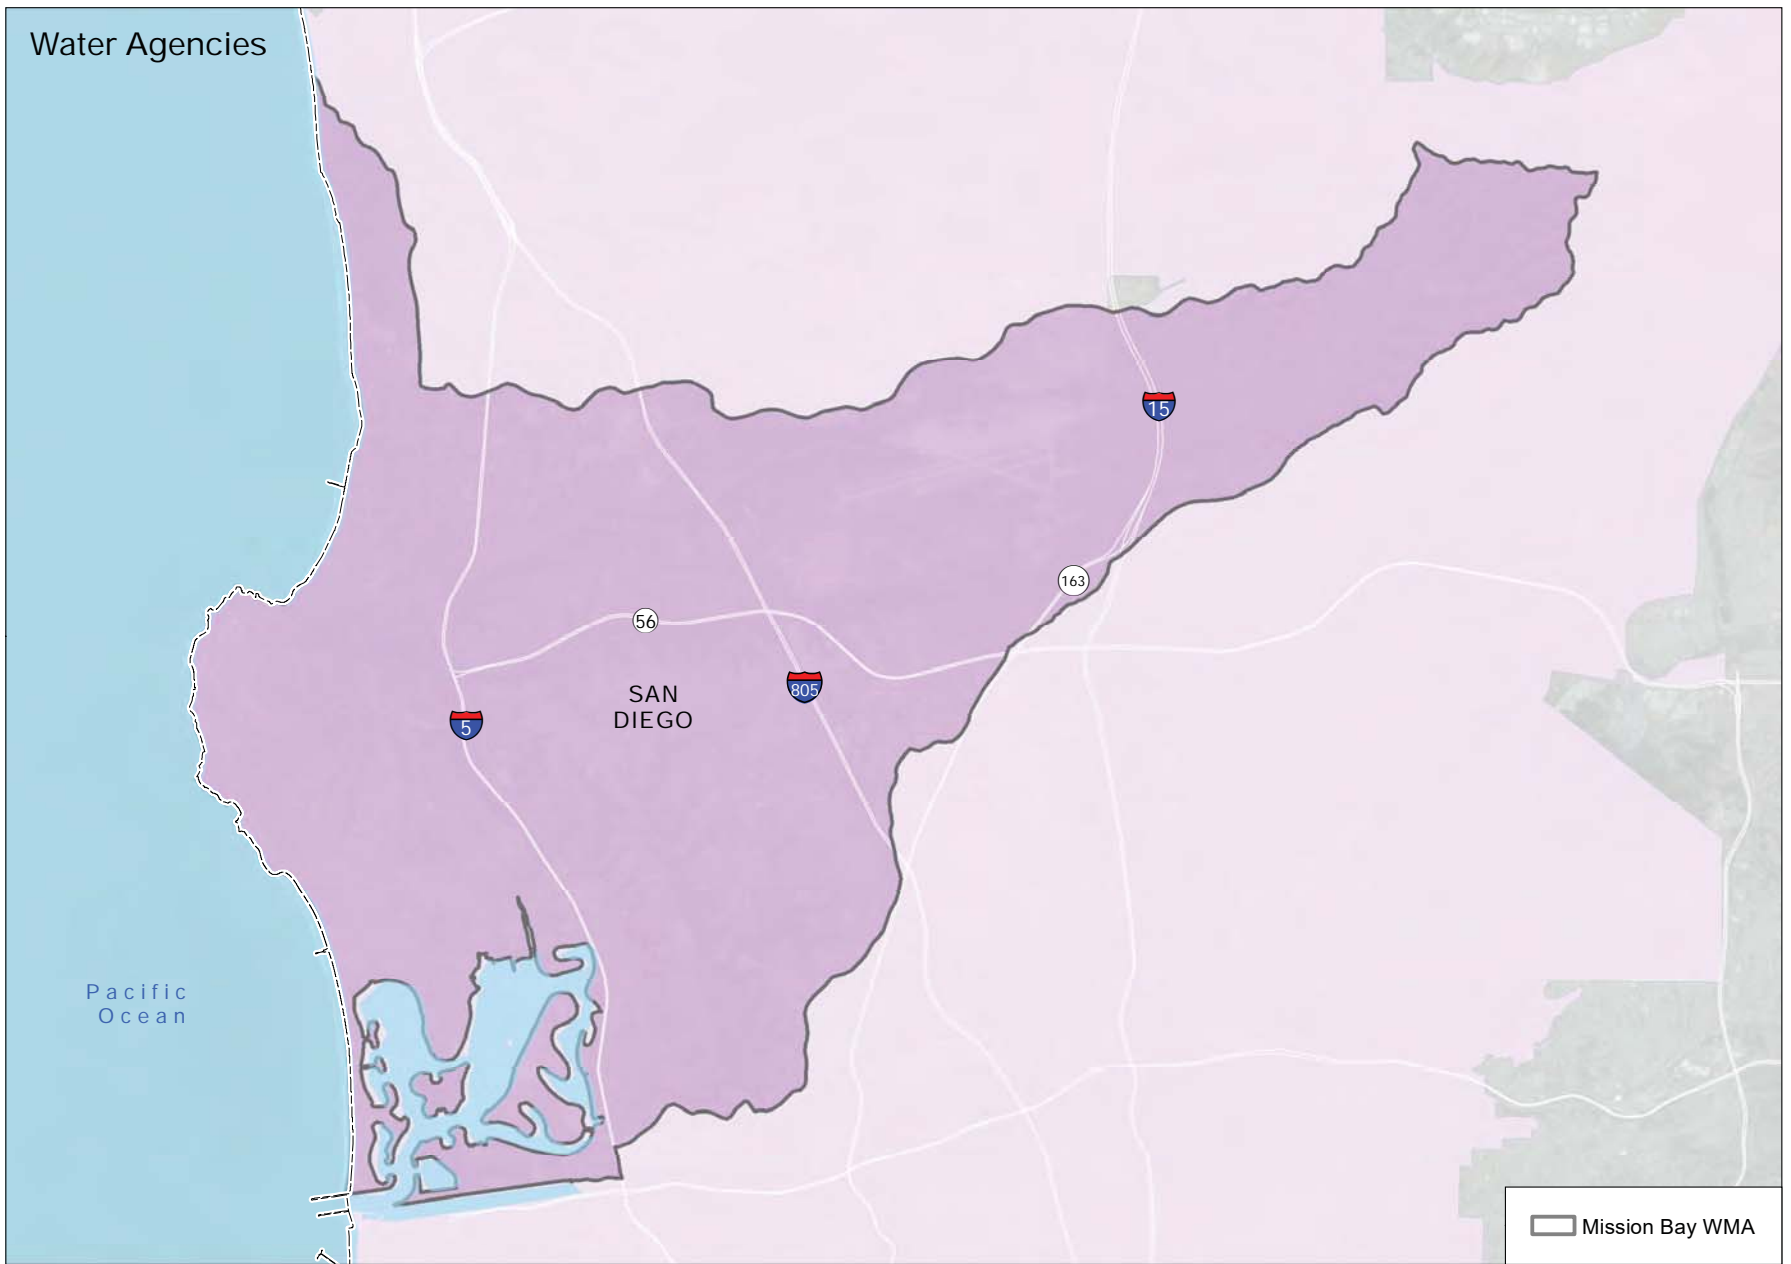 Water Agencies
15
163
56
SAN
DIEGO
805
5
Pacific
Ocean
Mission Bay WMA